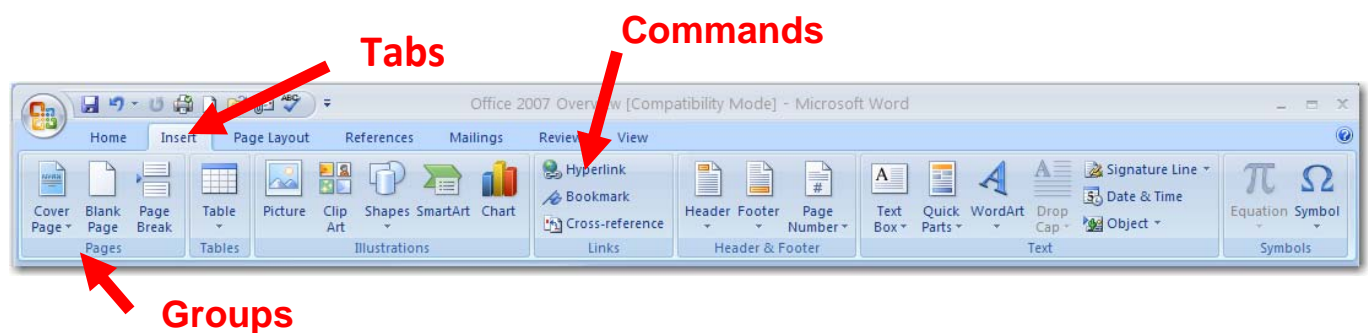 Commands
Tabs
ABC
Office 2007 Overview [Compatibility Mode] - Microsoft Word
Home Insert Page Layout References Mailings Review View
Cover Page
Blank Page
Page Break
Pages
Table
Tables
Picture
Clip Art
Shapes
SmartArt
Chart
Illustrations
Hyperlink
Bookmark
Cross-reference
Links
Header
Footer
Page Number
#
Header & Footer
A
Text Box
Quick Parts
A
WordArt
A
Drop Cap
Signature Line
5
Date & Time
Object
Text
π
Equation
Ω
Symbol
Symbols
Groups